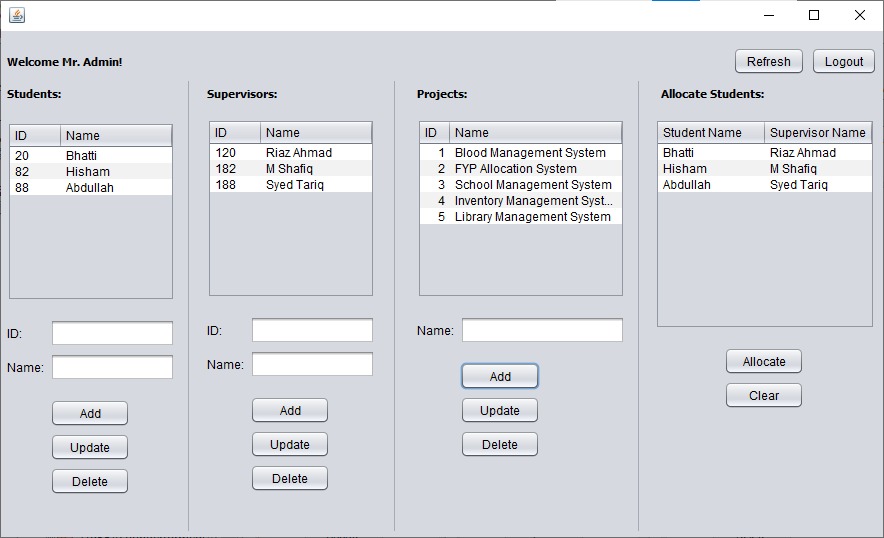 Welcome Mr. Admin!
Refresh
Logout
Students:
ID Name
20 Bhatti
82 Hisham
88 Abdullah
ID:
Name:
Add
Update
Delete
Supervisors:
ID Name
120 Riaz Ahmad
182 M Shafiq
188 Syed Tariq
ID:
Name:
Add
Update
Delete
Projects:
ID Name
1 Blood Management System
2 FYP Allocation System
3 School Management System
4 Inventory Management Syst...
5 Library Management System
Name:
Add
Update
Delete
Allocate Students:
Student Name Supervisor Name
Bhatti Riaz Ahmad
Hisham M Shafiq
Abdullah Syed Tariq
Allocate
Clear